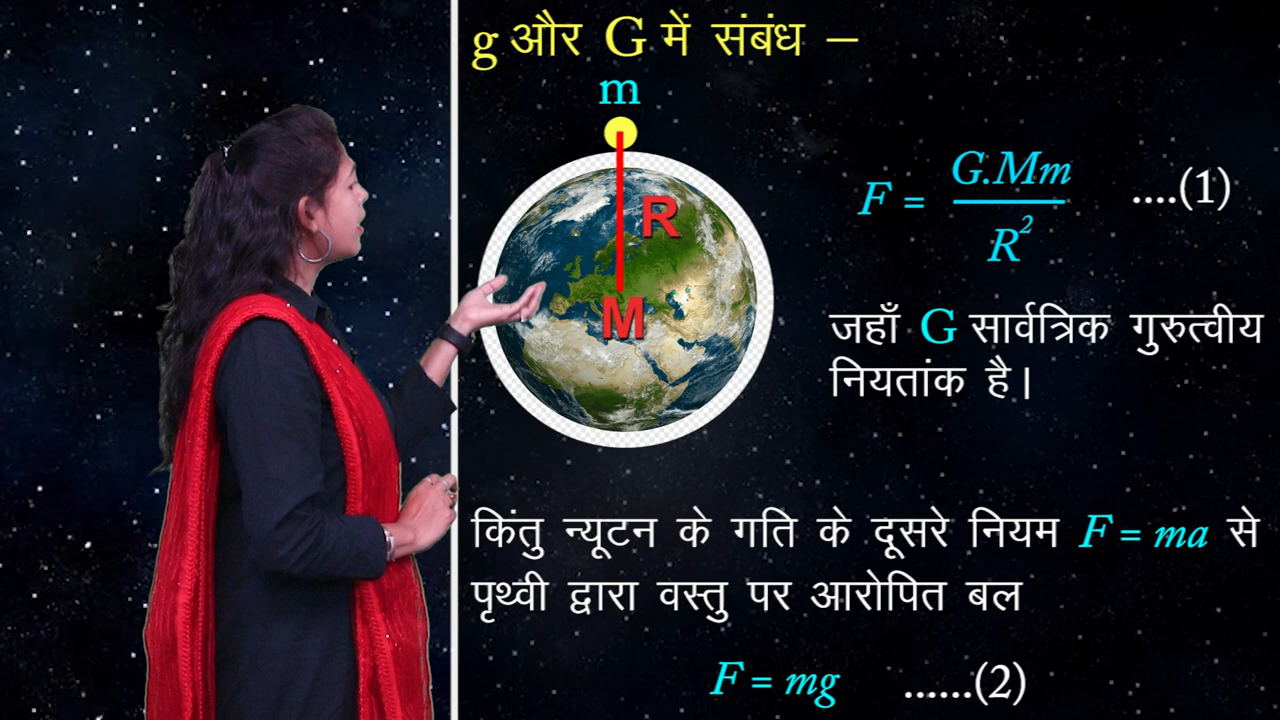 g और G में संबंध –
m
R
M
F = G.Mm / R² ....(1)
जहाँ G सार्वत्रिक गुरुत्वीय
नियतांक है।
किंतु न्यूटन के गति के दूसरे नियम F = ma से
पृथ्वी द्वारा वस्तु पर आरोपित बल
F = mg ......(2)